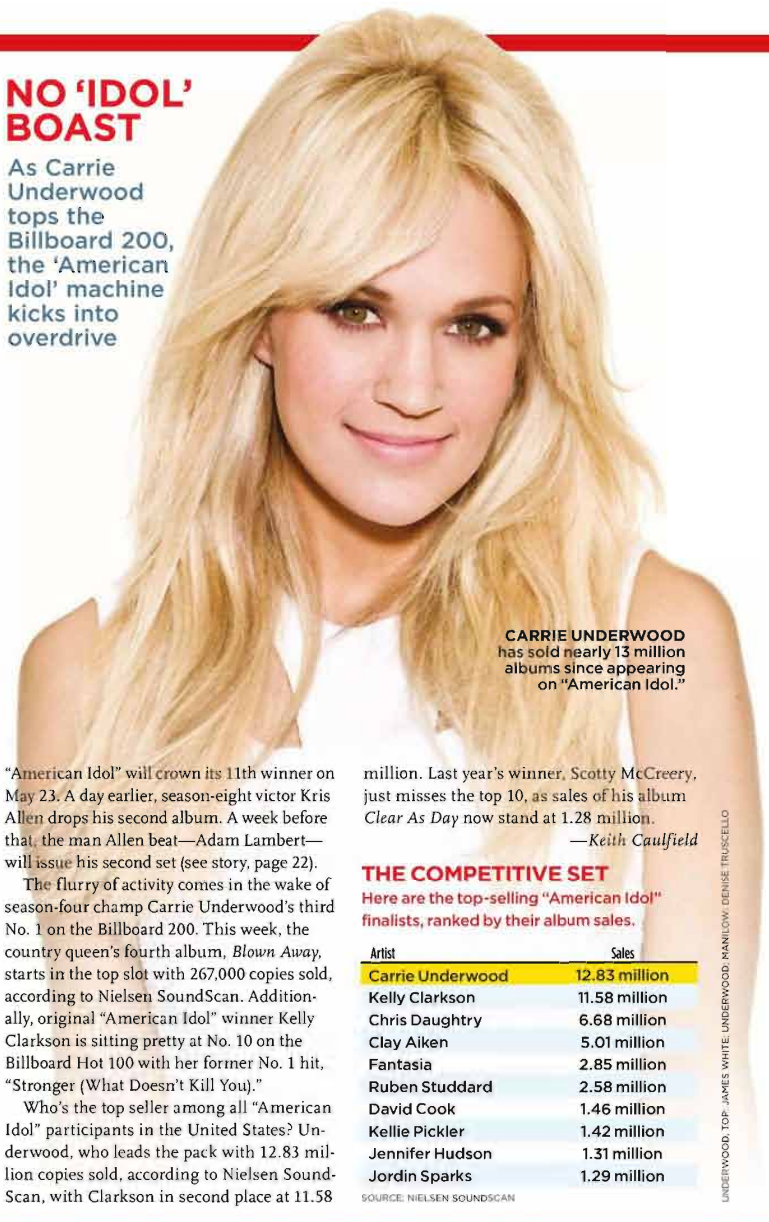 NO ‘IDOL’
BOAST
As Carrie
Underwood
tops the
Billboard 200,
the ‘American
Idol’ machine
kicks into
overdrive
CARRIE UNDERWOOD
has sold nearly 13 million
albums since appearing
on “American Idol.”
“American Idol” will crown its 11th winner on
May 23. A day earlier, season-eight victor Kris
Allen drops his second album. A week before
that, the man Allen beat—Adam Lambert—
will issue his second set (see story, page 22).
The flurry of activity comes in the wake of
season-four champ Carrie Underwood’s third
No. 1 on the Billboard 200. This week, the
country queen’s fourth album, Blown Away,
starts in the top slot with 267,000 copies sold,
according to Nielsen SoundScan. Addition-
ally, original “American Idol” winner Kelly
Clarkson is sitting pretty at No. 10 on the
Billboard Hot 100 with her former No. 1 hit,
“Stronger (What Doesn’t Kill You).”
Who’s the top seller among all “American
Idol” participants in the United States? Un-
derwood, who leads the pack with 12.83 mil-
lion copies sold, according to Nielsen Sound-
Scan, with Clarkson in second place at 11.58
million. Last year’s winner, Scotty McCreery,
just misses the top 10, as sales of his album
Clear As Day now stand at 1.28 million.
—Keith Caulfield
THE COMPETITIVE SET
Here are the top-selling “American Idol”
finalists, ranked by their album sales.
Artist Sales
Carrie Underwood 12.83 million
Kelly Clarkson 11.58 million
Chris Daughtry 6.68 million
Clay Aiken 5.01 million
Fantasia 2.85 million
Ruben Studdard 2.58 million
David Cook 1.46 million
Kellie Pickler 1.42 million
Jennifer Hudson 1.31 million
Jordin Sparks 1.29 million
SOURCE: NIELSEN SOUNDSCAN
UNDERWOOD, TOP: JAMES WHITE; UNDERWOOD; MANILOW: DENISE TRUSCELLO